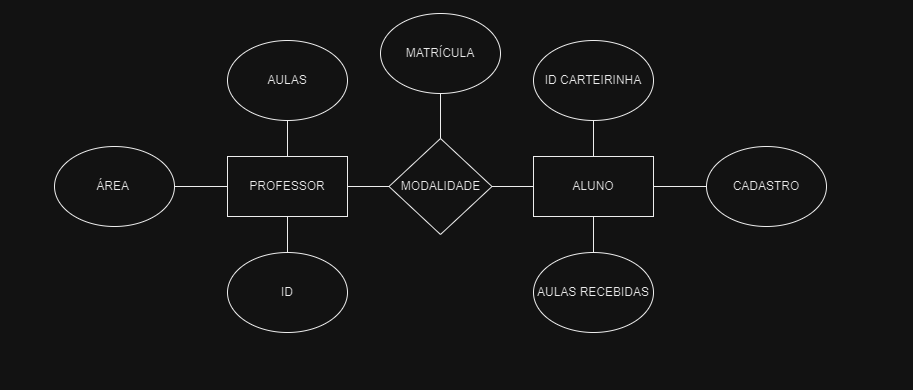 MATRÍCULA
AULAS
ID CARTEIRINHA
ÁREA
PROFESSOR
MODALIDADE
ALUNO
CADASTRO
ID
AULAS RECEBIDAS